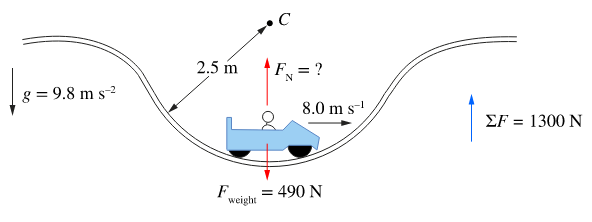 C
2.5 m
F_N = ?
g = 9.8 m s⁻²
8.0 m s⁻¹
ΣF = 1300 N
F_weight = 490 N